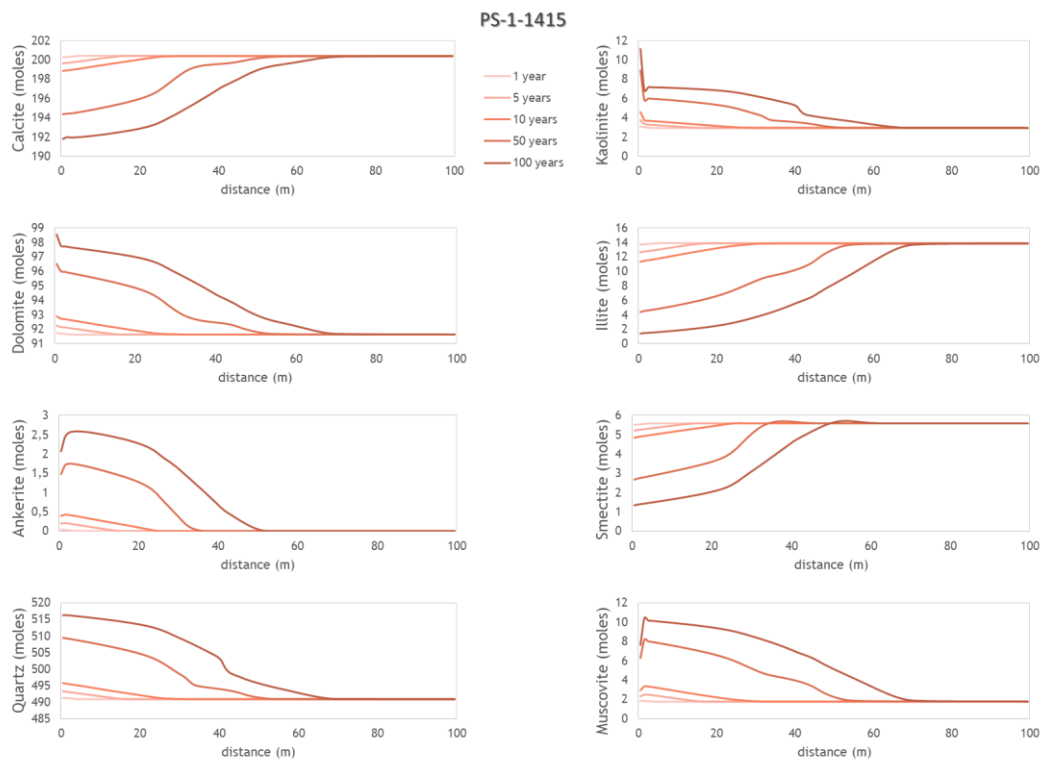 PS-1-1415
Calcite (moles)
202
200
198
196
194
192
190
0 20 40 60 80 100
distance (m)
1 year
5 years
10 years
50 years
100 years
Kaolinite (moles)
12
10
8
6
4
2
0
0 20 40 60 80 100
distance (m)
Dolomite (moles)
99
98
97
96
95
94
93
92
91
0 20 40 60 80 100
distance (m)
Illite (moles)
16
14
12
10
8
6
4
2
0
0 20 40 60 80 100
distance (m)
Ankerite (moles)
3
2,5
2
1,5
1
0,5
0
0 20 40 60 80 100
distance (m)
Smectite (moles)
6
5
4
3
2
1
0
0 20 40 60 80 100
distance (m)
Quartz (moles)
520
515
510
505
500
495
490
485
0 20 40 60 80 100
distance (m)
Muscovite (moles)
12
10
8
6
4
2
0
0 20 40 60 80 100
distance (m)